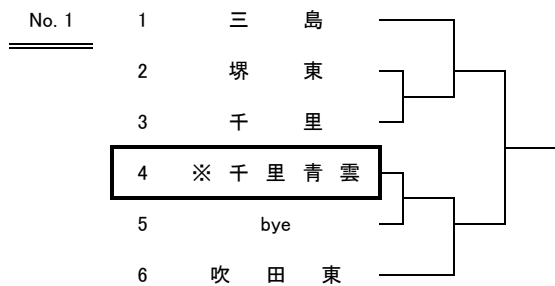 No. 1 1 三 島
2 堺 東
3 千 里
4 ※ 千 里 青 雲
5 bye
6 吹 田 東